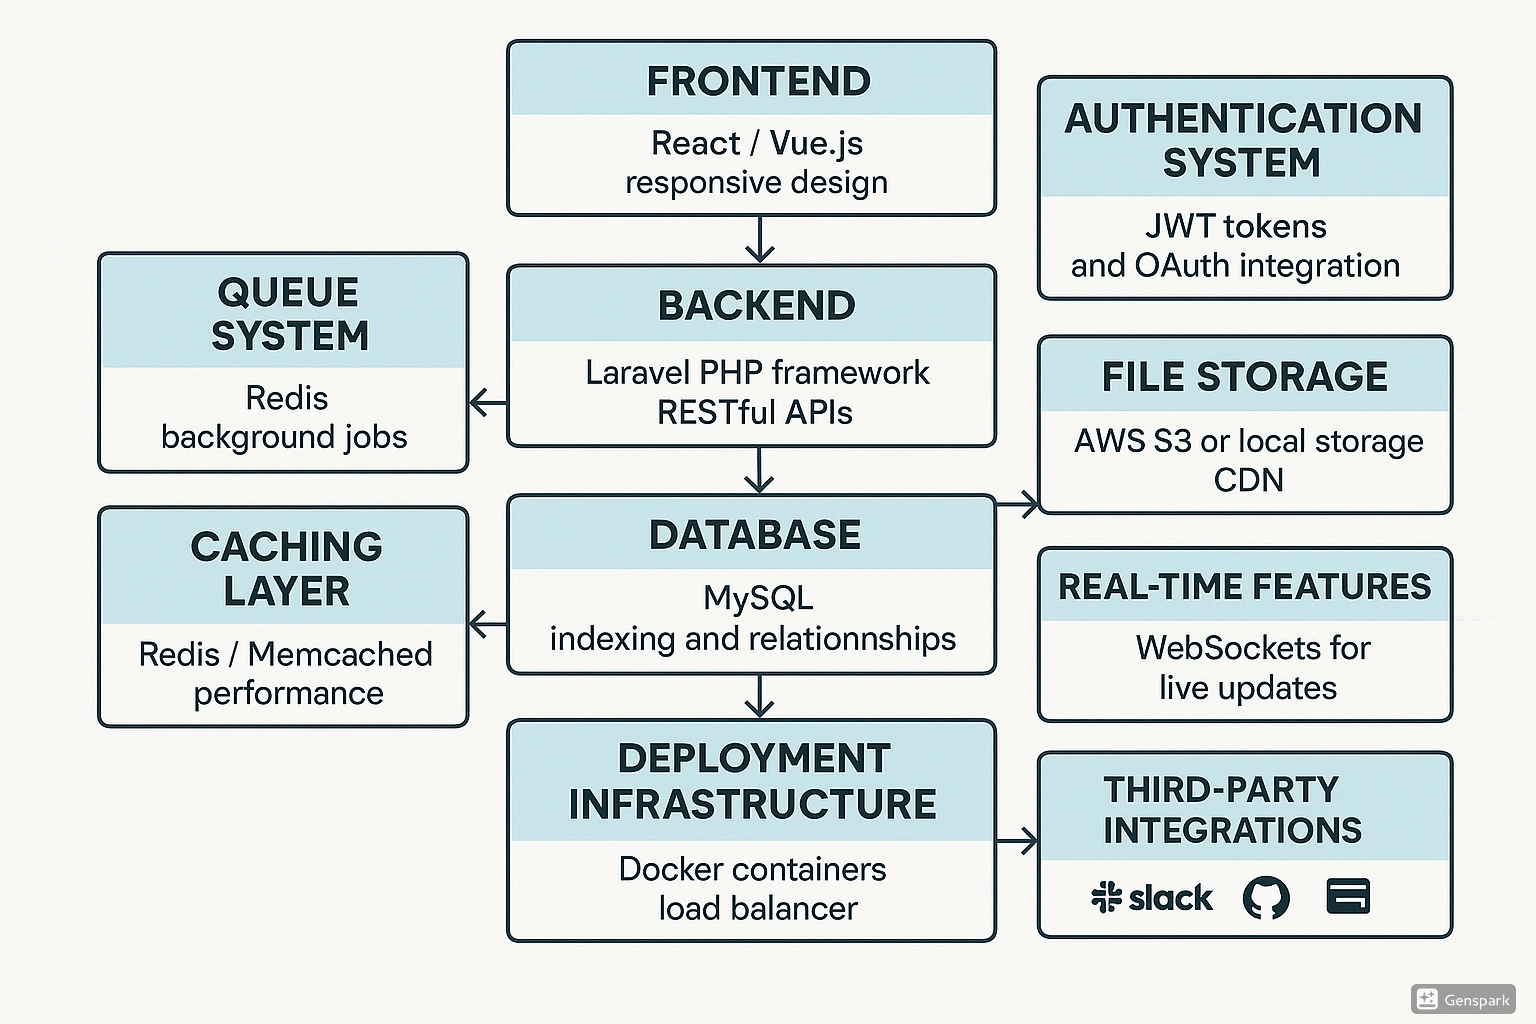 FRONTEND
React / Vue.js
responsive design
AUTHENTICATION
SYSTEM
JWT tokens
and OAuth integration
QUEUE
SYSTEM
Redis
background jobs
BACKEND
Laravel PHP framework
RESTful APIs
FILE STORAGE
AWS S3 or local storage
CDN
CACHING
LAYER
Redis / Memcached
performance
DATABASE
MySQL
indexing and relationnships
REAL-TIME FEATURES
WebSockets for
live updates
DEPLOYMENT
INFRASTRUCTURE
Docker containers
load balancer
THIRD-PARTY
INTEGRATIONS
slack
Genspark